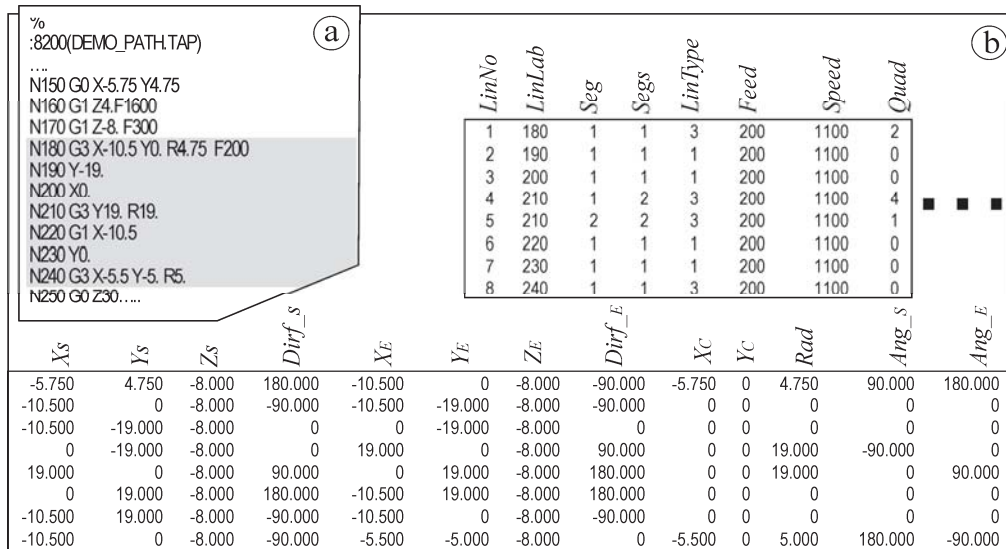 %
:8200(DEMO_PATH.TAP)
....
N150 G0 X-5.75 Y4.75
N160 G1 Z4.F1600
N170 G1 Z-8. F300
N180 G3 X-10.5 Y0. R4.75 F200
N190 Y-19.
N200 X0.
N210 G3 Y19. R19.
N220 G1 X-10.5
N230 Y0.
N240 G3 X-5.5 Y-5. R5.
N250 G0 Z30.....
a
b
LinNo LinLab Seg Segs LinType Feed Speed Quad
1 180 1 1 3 200 1100 2
2 190 1 1 1 200 1100 0
3 200 1 1 1 200 1100 0
4 210 1 2 3 200 1100 4
5 210 2 2 3 200 1100 1
6 220 1 1 1 200 1100 0
7 230 1 1 1 200 1100 0
8 240 1 1 3 200 1100 0
Xs Ys Zs Dirf_s XE YE ZE Dirf_E XC YC Rad Ang_S Ang_E
-5.750 4.750 -8.000 180.000 -10.500 0 -8.000 -90.000 -5.750 0 4.750 90.000 180.000
-10.500 0 -8.000 -90.000 -10.500 -19.000 -8.000 -90.000 0 0 0 0 0
-10.500 -19.000 -8.000 0 0 -19.000 -8.000 0 0 0 0 0 0
0 -19.000 -8.000 0 19.000 0 -8.000 90.000 0 0 19.000 -90.000 0
19.000 0 -8.000 90.000 0 19.000 -8.000 180.000 0 0 19.000 0 90.000
0 19.000 -8.000 180.000 -10.500 19.000 -8.000 180.000 0 0 0 0 0
-10.500 19.000 -8.000 -90.000 -10.500 0 -8.000 -90.000 0 0 0 0 0
-10.500 0 -8.000 -90.000 -5.500 -5.000 -8.000 0 -5.500 0 5.000 180.000 -90.000